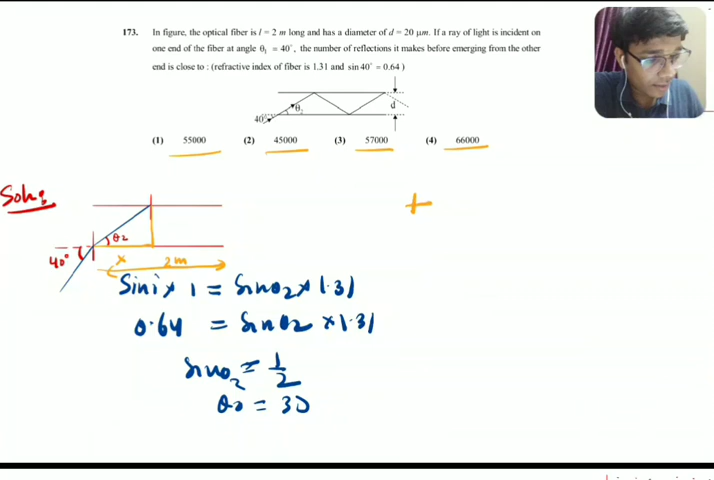 173. In figure, the optical fiber is l = 2 m long and has a diameter of d = 20 μm. If a ray of light is incident on
one end of the fiber at angle θ₁ = 40°, the number of reflections it makes before emerging from the other
end is close to : (refractive index of fiber is 1.31 and sin 40° = 0.64 )
40° θ₂ d
(1) 55000 (2) 45000 (3) 57000 (4) 66000
Soln:
θ2
40° x 2m
+
Sini × 1 = Sinθ2 × 1.31
0.64 = Sinθ2 × 1.31
sinθ2 = 1/2
θ2 = 30